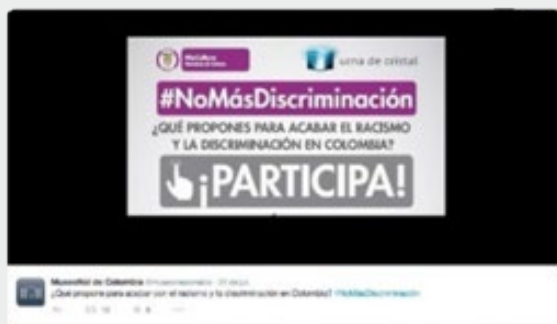 MinCultura
urna de cristal
#NoMásDiscriminación
¿QUÉ PROPONES PARA ACABAR EL RACISMO
Y LA DISCRIMINACIÓN EN COLOMBIA?
¡PARTICIPA!
de Colombia
¿Qué propone para acabar con el racismo y la discriminación en Colombia? #NoMásDiscriminación